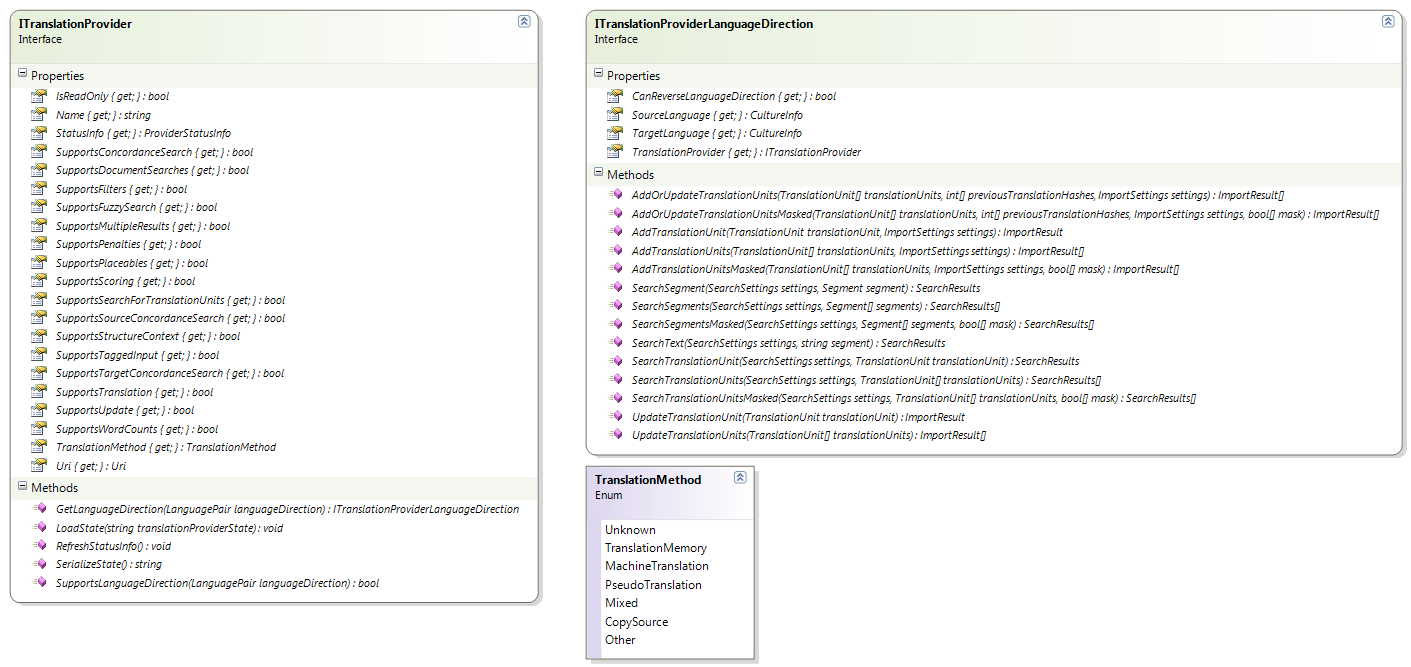 ITranslationProvider
Interface
Properties
IsReadOnly { get; } : bool
Name { get; } : string
StatusInfo { get; } : ProviderStatusInfo
SupportsConcordanceSearch { get; } : bool
SupportsDocumentSearches { get; } : bool
SupportsFilters { get; } : bool
SupportsFuzzySearch { get; } : bool
SupportsMultipleResults { get; } : bool
SupportsPenalties { get; } : bool
SupportsPlaceables { get; } : bool
SupportsScoring { get; } : bool
SupportsSearchForTranslationUnits { get; } : bool
SupportsSourceConcordanceSearch { get; } : bool
SupportsStructureContext { get; } : bool
SupportsTaggedInput { get; } : bool
SupportsTargetConcordanceSearch { get; } : bool
SupportsTranslation { get; } : bool
SupportsUpdate { get; } : bool
SupportsWordCounts { get; } : bool
TranslationMethod { get; } : TranslationMethod
Uri { get; } : Uri
Methods
GetLanguageDirection(LanguagePair languageDirection) : ITranslationProviderLanguageDirection
LoadState(string translationProviderState) : void
RefreshStatusInfo() : void
SerializeState() : string
SupportsLanguageDirection(LanguagePair languageDirection) : bool
ITranslationProviderLanguageDirection
Interface
Properties
CanReverseLanguageDirection { get; } : bool
SourceLanguage { get; } : CultureInfo
TargetLanguage { get; } : CultureInfo
TranslationProvider { get; } : ITranslationProvider
Methods
AddOrUpdateTranslationUnits(TranslationUnit[] translationUnits, int[] previousTranslationHashes, ImportSettings settings) : ImportResult[]
AddOrUpdateTranslationUnitsMasked(TranslationUnit[] translationUnits, int[] previousTranslationHashes, ImportSettings settings, bool[] mask) : ImportResult[]
AddTranslationUnit(TranslationUnit translationUnit, ImportSettings settings) : ImportResult
AddTranslationUnits(TranslationUnit[] translationUnits, ImportSettings settings) : ImportResult[]
AddTranslationUnitsMasked(TranslationUnit[] translationUnits, ImportSettings settings, bool[] mask) : ImportResult[]
SearchSegment(SearchSettings settings, Segment segment) : SearchResults
SearchSegments(SearchSettings settings, Segment[] segments) : SearchResults[]
SearchSegmentsMasked(SearchSettings settings, Segment[] segments, bool[] mask) : SearchResults[]
SearchText(SearchSettings settings, string segment) : SearchResults
SearchTranslationUnit(SearchSettings settings, TranslationUnit translationUnit) : SearchResults
SearchTranslationUnits(SearchSettings settings, TranslationUnit[] translationUnits) : SearchResults[]
SearchTranslationUnitsMasked(SearchSettings settings, TranslationUnit[] translationUnits, bool[] mask) : SearchResults[]
UpdateTranslationUnit(TranslationUnit translationUnit) : ImportResult
UpdateTranslationUnits(TranslationUnit[] translationUnits) : ImportResult[]
TranslationMethod
Enum
Unknown
TranslationMemory
MachineTranslation
PseudoTranslation
Mixed
CopySource
Other